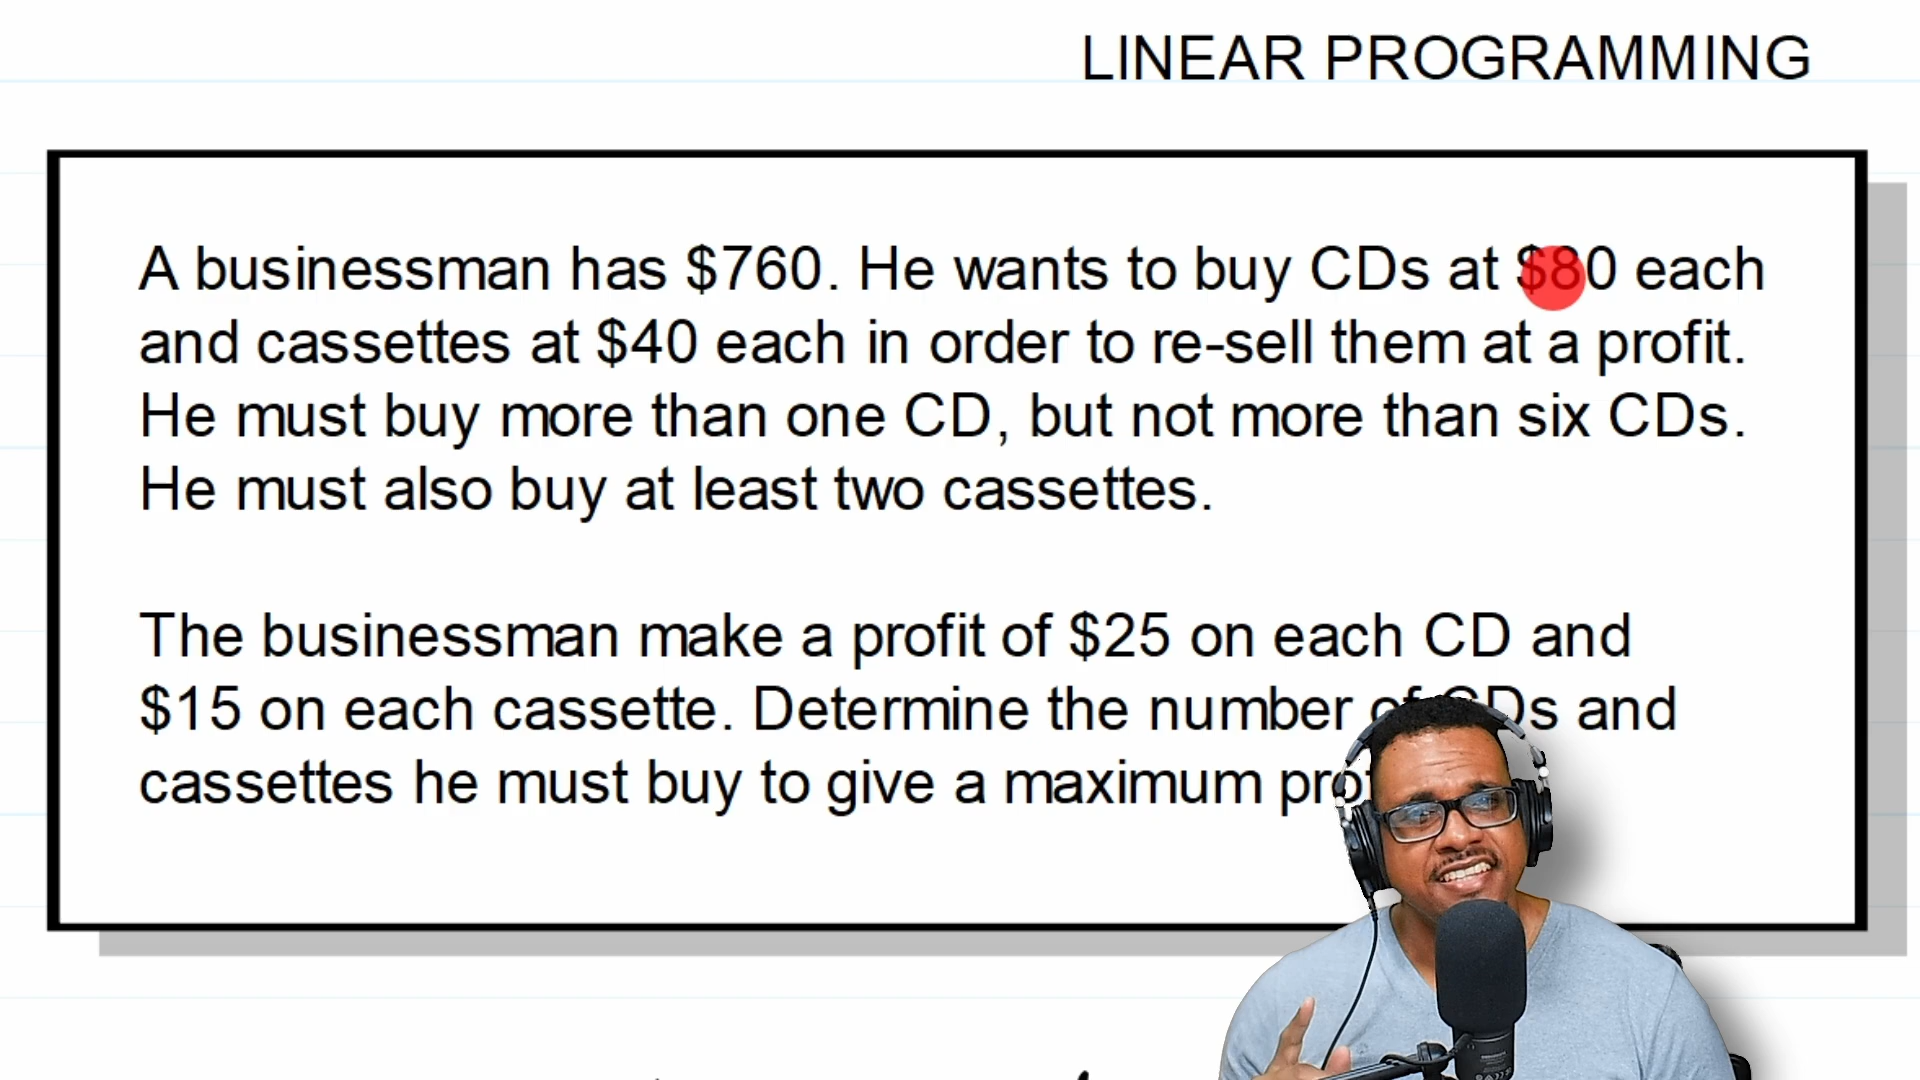 LINEAR PROGRAMMING
A businessman has $760. He wants to buy CDs at $80 each
and cassettes at $40 each in order to re-sell them at a profit.
He must buy more than one CD, but not more than six CDs.
He must also buy at least two cassettes.
The businessman make a profit of $25 on each CD and
$15 on each cassette. Determine the number of CDs and
cassettes he must buy to give a maximum